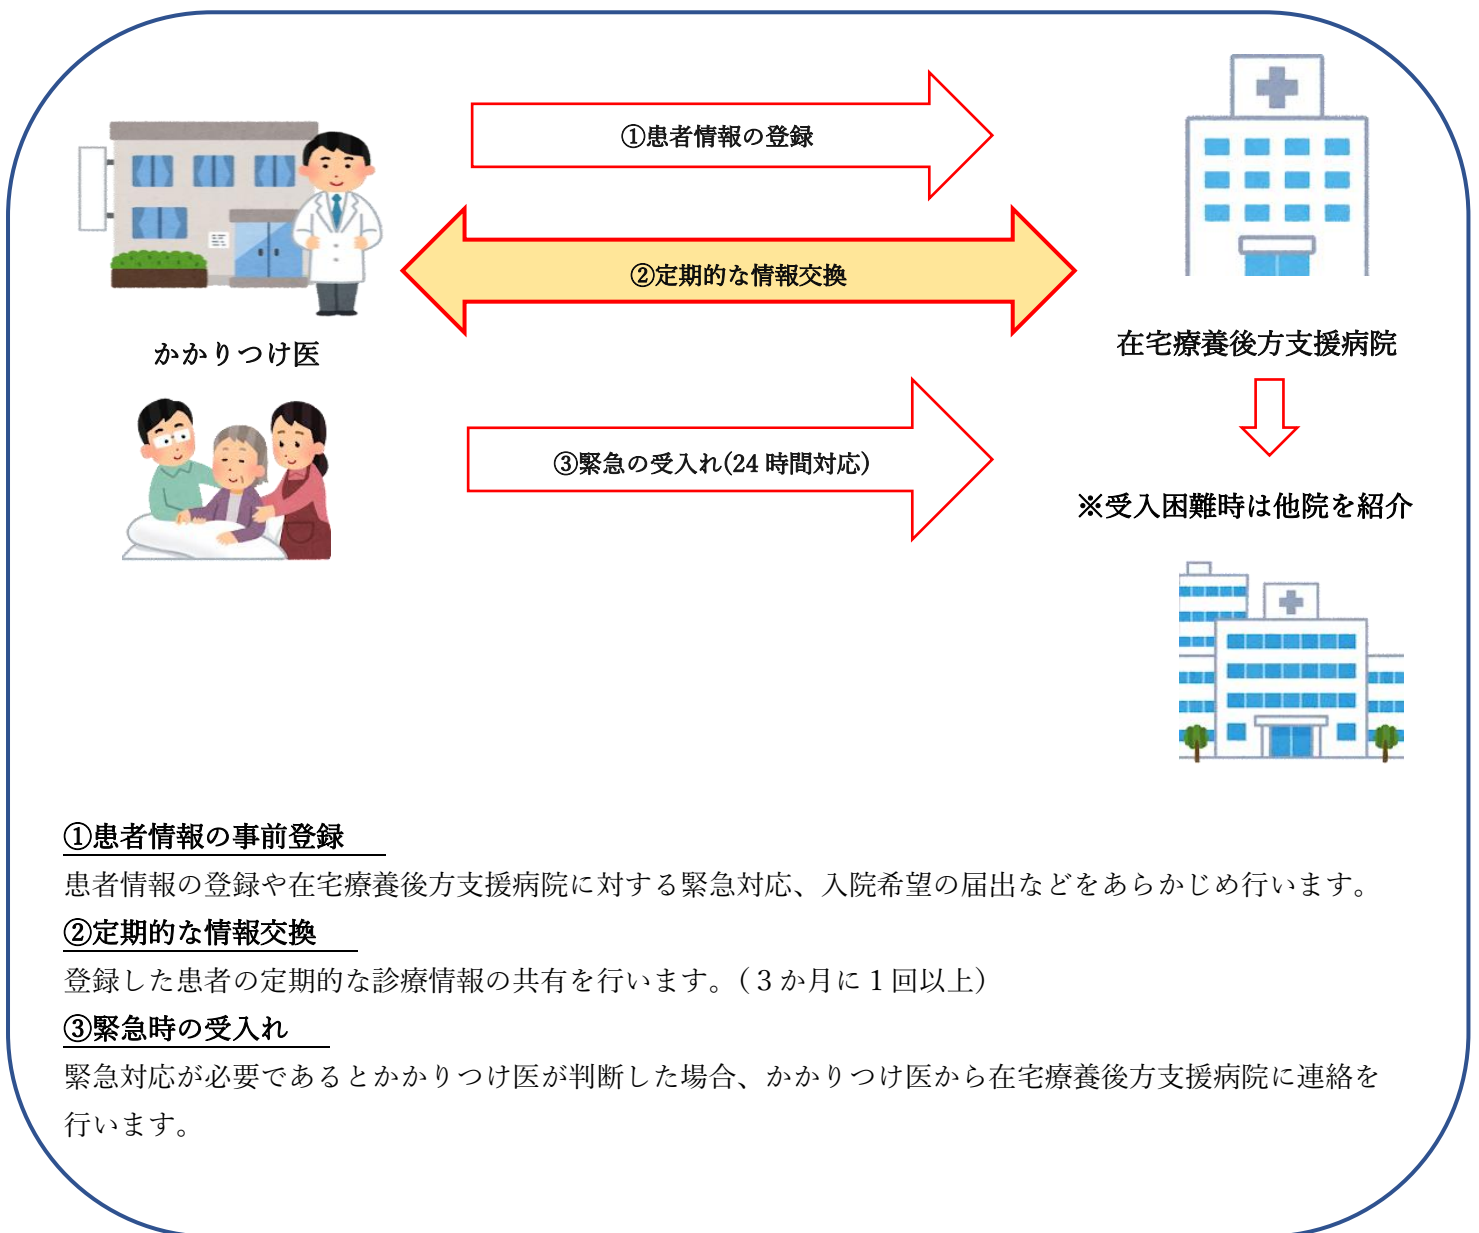 ①患者情報の登録
②定期的な情報交換
かかりつけ医
在宅療養後方支援病院
③緊急の受入れ(24時間対応)
※受入困難時は他院を紹介
①患者情報の事前登録
患者情報の登録や在宅療養後方支援病院に対する緊急対応、入院希望の届出などをあらかじめ行います。
②定期的な情報交換
登録した患者の定期的な診療情報の共有を行います。（３か月に１回以上）
③緊急時の受入れ
緊急対応が必要であるとかかりつけ医が判断した場合、かかりつけ医から在宅療養後方支援病院に連絡を
行います。